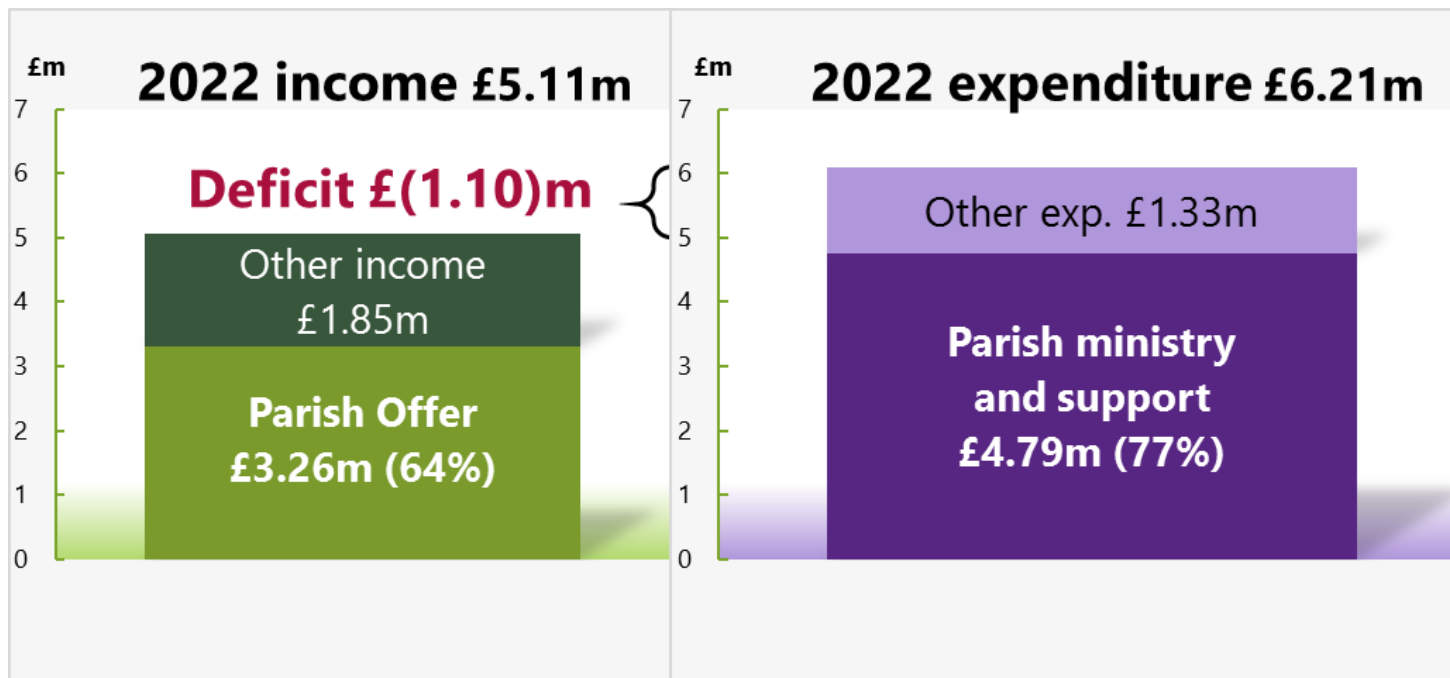 £m
2022 income £5.11m
7
6
5
4
3
2
1
0
Deficit £(1.10)m
Other income
£1.85m
Parish Offer
£3.26m (64%)
£m
2022 expenditure £6.21m
7
6
5
4
3
2
1
0
Other exp. £1.33m
Parish ministry
and support
£4.79m (77%)